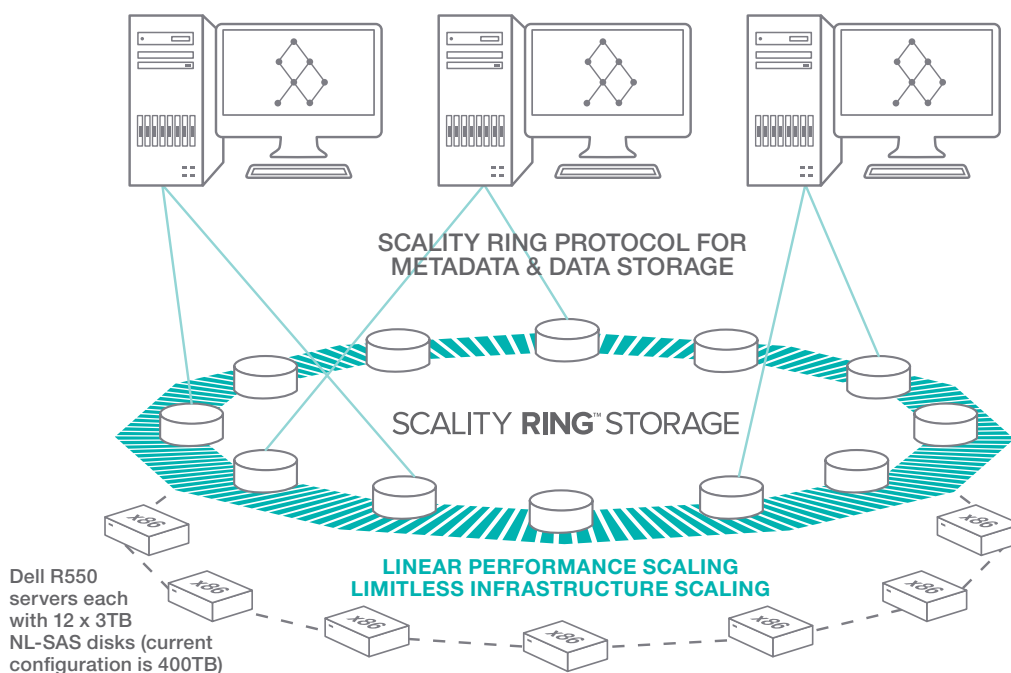 SCALITY RING PROTOCOL FOR
METADATA & DATA STORAGE
SCALITY RING™ STORAGE
LINEAR PERFORMANCE SCALING
LIMITLESS INFRASTRUCTURE SCALING
x86
x86
x86
x86
x86
x86
x86
Dell R550
servers each
with 12 x 3TB
NL-SAS disks (current
configuration is 400TB)